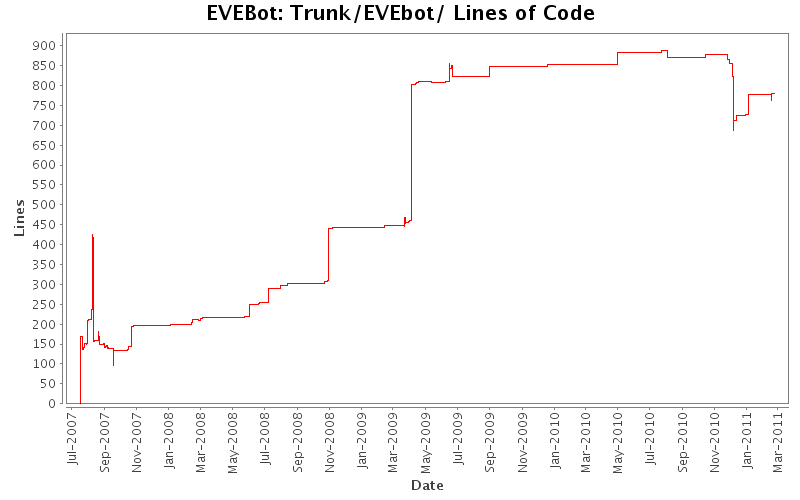 EVEBot: Trunk/EVEbot/ Lines of Code
Lines
900
850
800
750
700
650
600
550
500
450
400
350
300
250
200
150
100
50
0
Jul-2007
Sep-2007
Nov-2007
Jan-2008
Mar-2008
May-2008
Jul-2008
Sep-2008
Nov-2008
Jan-2009
Mar-2009
May-2009
Jul-2009
Sep-2009
Nov-2009
Jan-2010
Mar-2010
May-2010
Jul-2010
Sep-2010
Nov-2010
Jan-2011
Mar-2011
Date